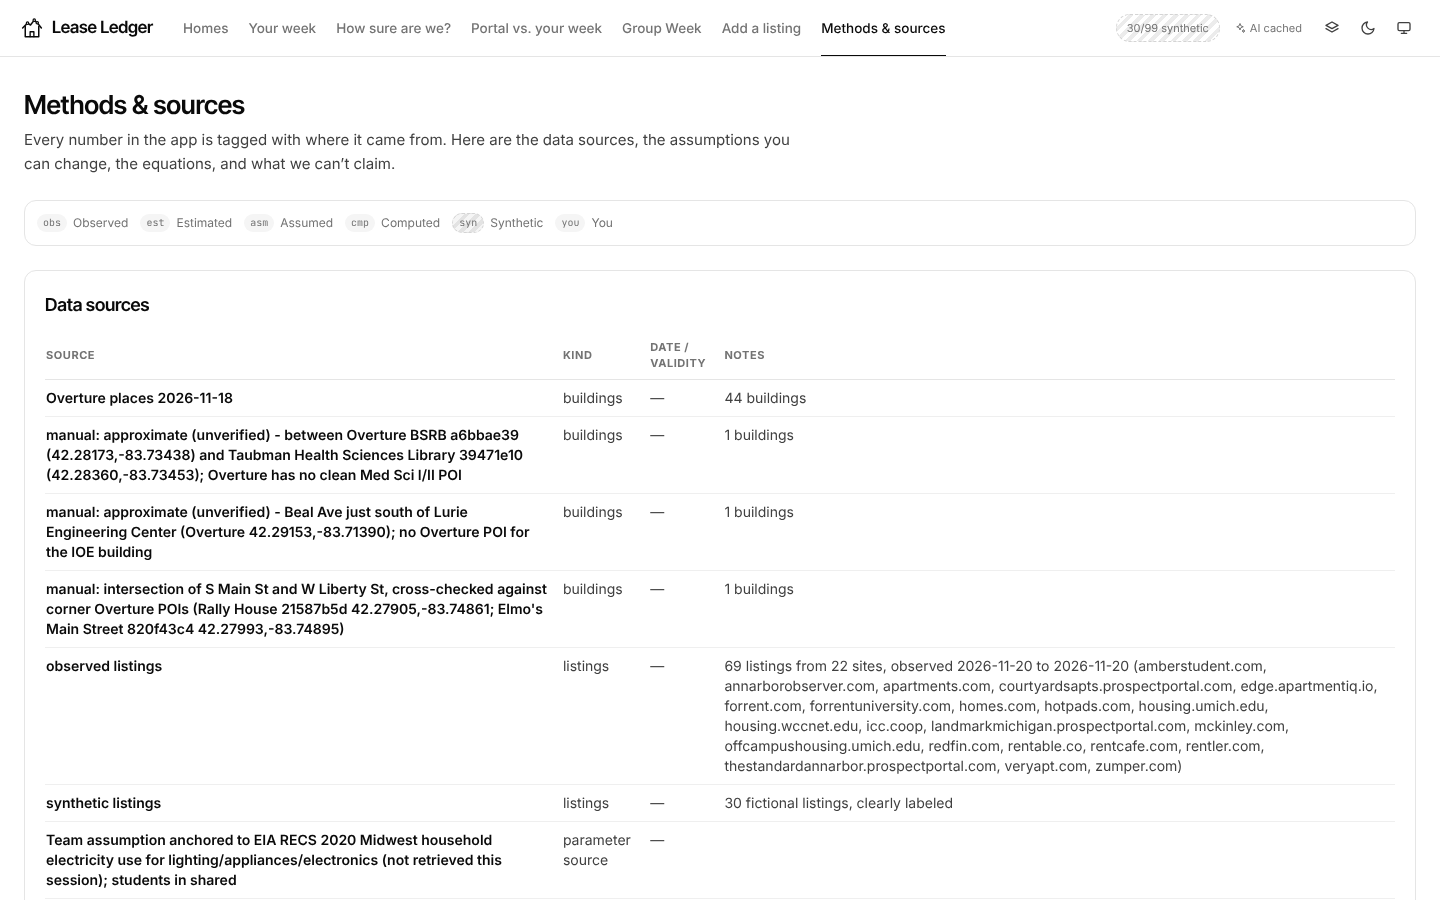 Lease Ledger
Homes
Your week
How sure are we?
Portal vs. your week
Group Week
Add a listing
Methods & sources
30/99 synthetic
AI cached
Methods & sources
Every number in the app is tagged with where it came from. Here are the data sources, the assumptions you
can change, the equations, and what we can’t claim.
obs Observed est Estimated asm Assumed cmp Computed syn Synthetic you You
Data sources
SOURCE KIND DATE / VALIDITY NOTES
Overture places 2026-11-18 buildings — 44 buildings
manual: approximate (unverified) - between Overture BSRB a6bbae39 buildings — 1 buildings
(42.28173,-83.73438) and Taubman Health Sciences Library 39471e10
(42.28360,-83.73453); Overture has no clean Med Sci I/II POI
manual: approximate (unverified) - Beal Ave just south of Lurie buildings — 1 buildings
Engineering Center (Overture 42.29153,-83.71390); no Overture POI for
the IOE building
manual: intersection of S Main St and W Liberty St, cross-checked against buildings — 1 buildings
corner Overture POIs (Rally House 21587b5d 42.27905,-83.74861; Elmo's
Main Street 820f43c4 42.27993,-83.74895)
observed listings listings — 69 listings from 22 sites, observed 2026-11-20 to 2026-11-20 (amberstudent.com,
annarborobserver.com, apartments.com, courtyardsapts.prospectportal.com, edge.apartmentiq.io,
forrent.com, forrentuniversity.com, homes.com, hotpads.com, housing.umich.edu,
housing.wccnet.edu, icc.coop, landmarkmichigan.prospectportal.com, mckinley.com,
offcampushousing.umich.edu, redfin.com, rentable.co, rentcafe.com, rentler.com,
thestandardannarbor.prospectportal.com, veryapt.com, zumper.com)
synthetic listings listings — 30 fictional listings, clearly labeled
Team assumption anchored to EIA RECS 2020 Midwest household parameter —
electricity use for lighting/appliances/electronics (not retrieved this source
session); students in shared